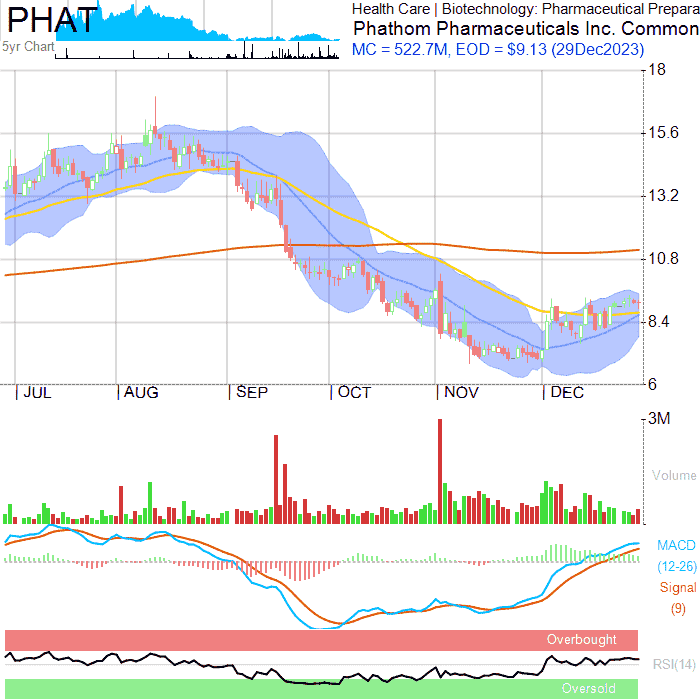 PHAT
Health Care | Biotechnology: Pharmaceutical Prepara
Phathom Pharmaceuticals Inc. Common
5yr Chart
MC = 522.7M, EOD = $9.13 (29Dec2023)
18
15.6
13.2
10.8
8.4
6
JUL
AUG
SEP
OCT
NOV
DEC
3M
Volume
MACD
(12-26)
Signal
(9)
Overbought
RSI(14)
Oversold